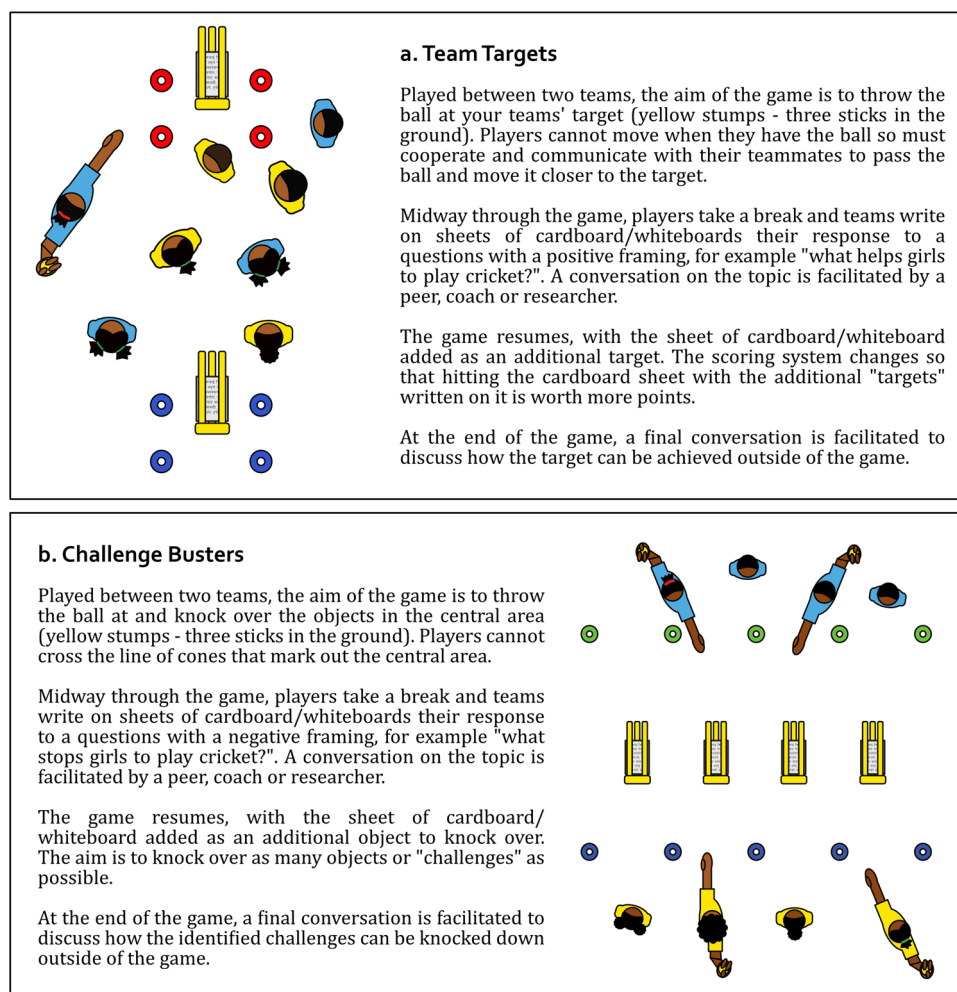 a. Team Targets
Played between two teams, the aim of the game is to throw the
ball at your teams' target (yellow stumps - three sticks in the
ground). Players cannot move when they have the ball so must
cooperate and communicate with their teammates to pass the
ball and move it closer to the target.
Midway through the game, players take a break and teams write
on sheets of cardboard/whiteboards their response to a
questions with a positive framing, for example "what helps girls
to play cricket?". A conversation on the topic is facilitated by a
peer, coach or researcher.
The game resumes, with the sheet of cardboard/whiteboard
added as an additional target. The scoring system changes so
that hitting the cardboard sheet with the additional "targets"
written on it is worth more points.
At the end of the game, a final conversation is facilitated to
discuss how the target can be achieved outside of the game.
b. Challenge Busters
Played between two teams, the aim of the game is to throw
the ball at and knock over the objects in the central area
(yellow stumps - three sticks in the ground). Players cannot
cross the line of cones that mark out the central area.
Midway through the game, players take a break and teams
write on sheets of cardboard/whiteboards their response
to a questions with a negative framing, for example "what
stops girls to play cricket?". A conversation on the topic is
facilitated by a peer, coach or researcher.
The game resumes, with the sheet of cardboard/
whiteboard added as an additional object to knock over.
The aim is to knock over as many objects or "challenges" as
possible.
At the end of the game, a final conversation is facilitated to
discuss how the identified challenges can be knocked down
outside of the game.